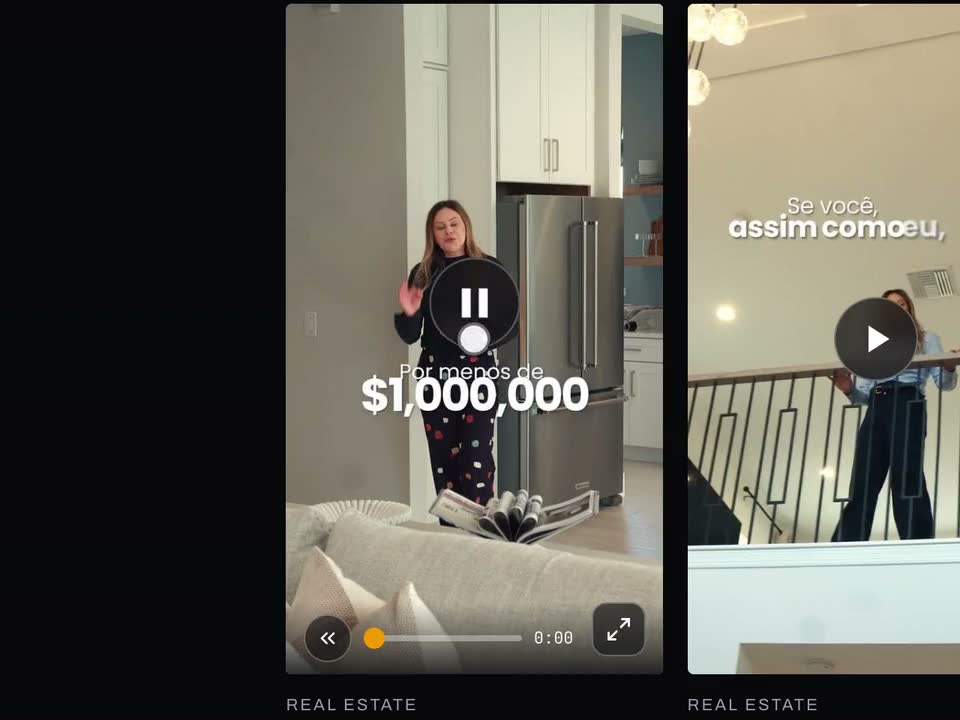 Por menos de
$1,000,000
0:00
REAL ESTATE
Se você,
assim como eu,
REAL ESTATE